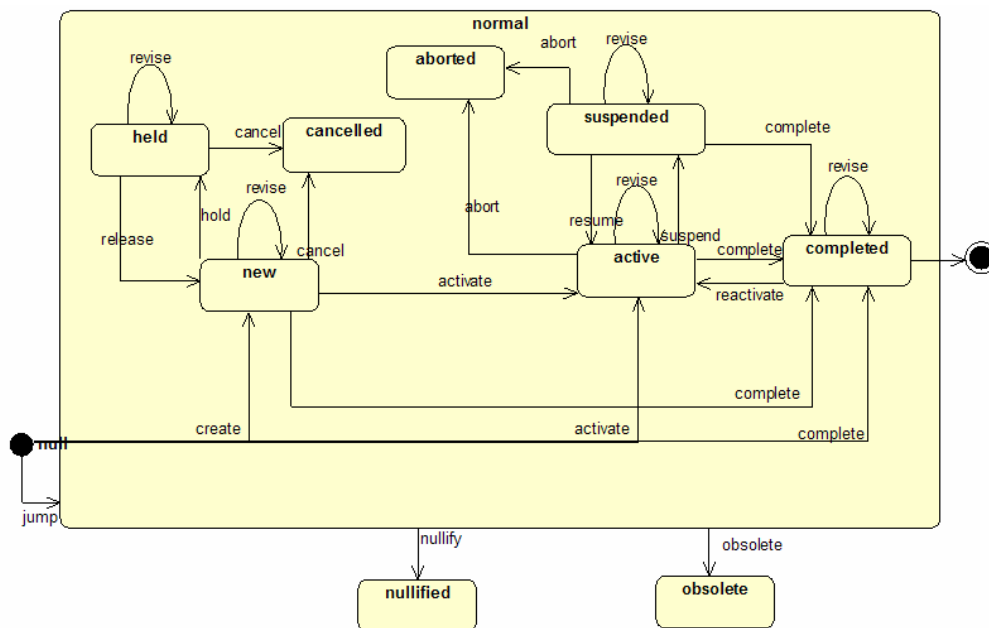 normal
revise
abort
revise
aborted
suspended
held
cancel
cancelled
complete
revise
revise
revise
abort
hold
resume
suspend
release
cancel
new
active
complete
completed
activate
reactivate
complete
create
activate
complete
null
jump
nullify
obsolete
nullified
obsolete